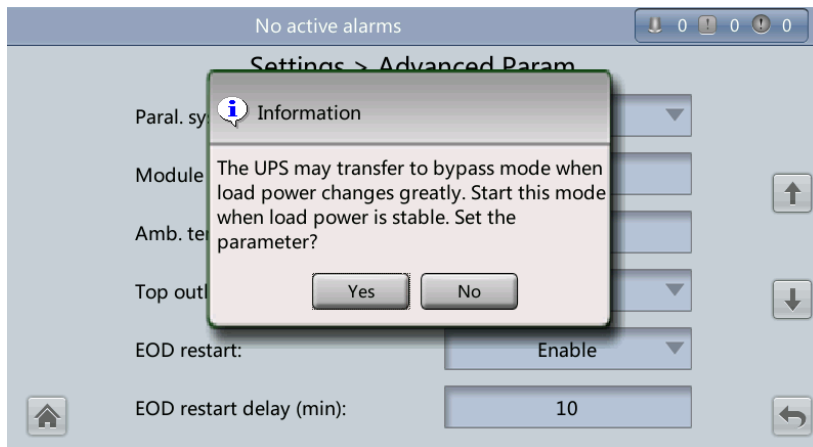 No active alarms
0 0 0
Settings > Advanced Param
Information
Paral. sy
Module
The UPS may transfer to bypass mode when
load power changes greatly. Start this mode
when load power is stable. Set the
parameter?
Amb. te
Top outl
Yes No
EOD restart: Enable
EOD restart delay (min): 10